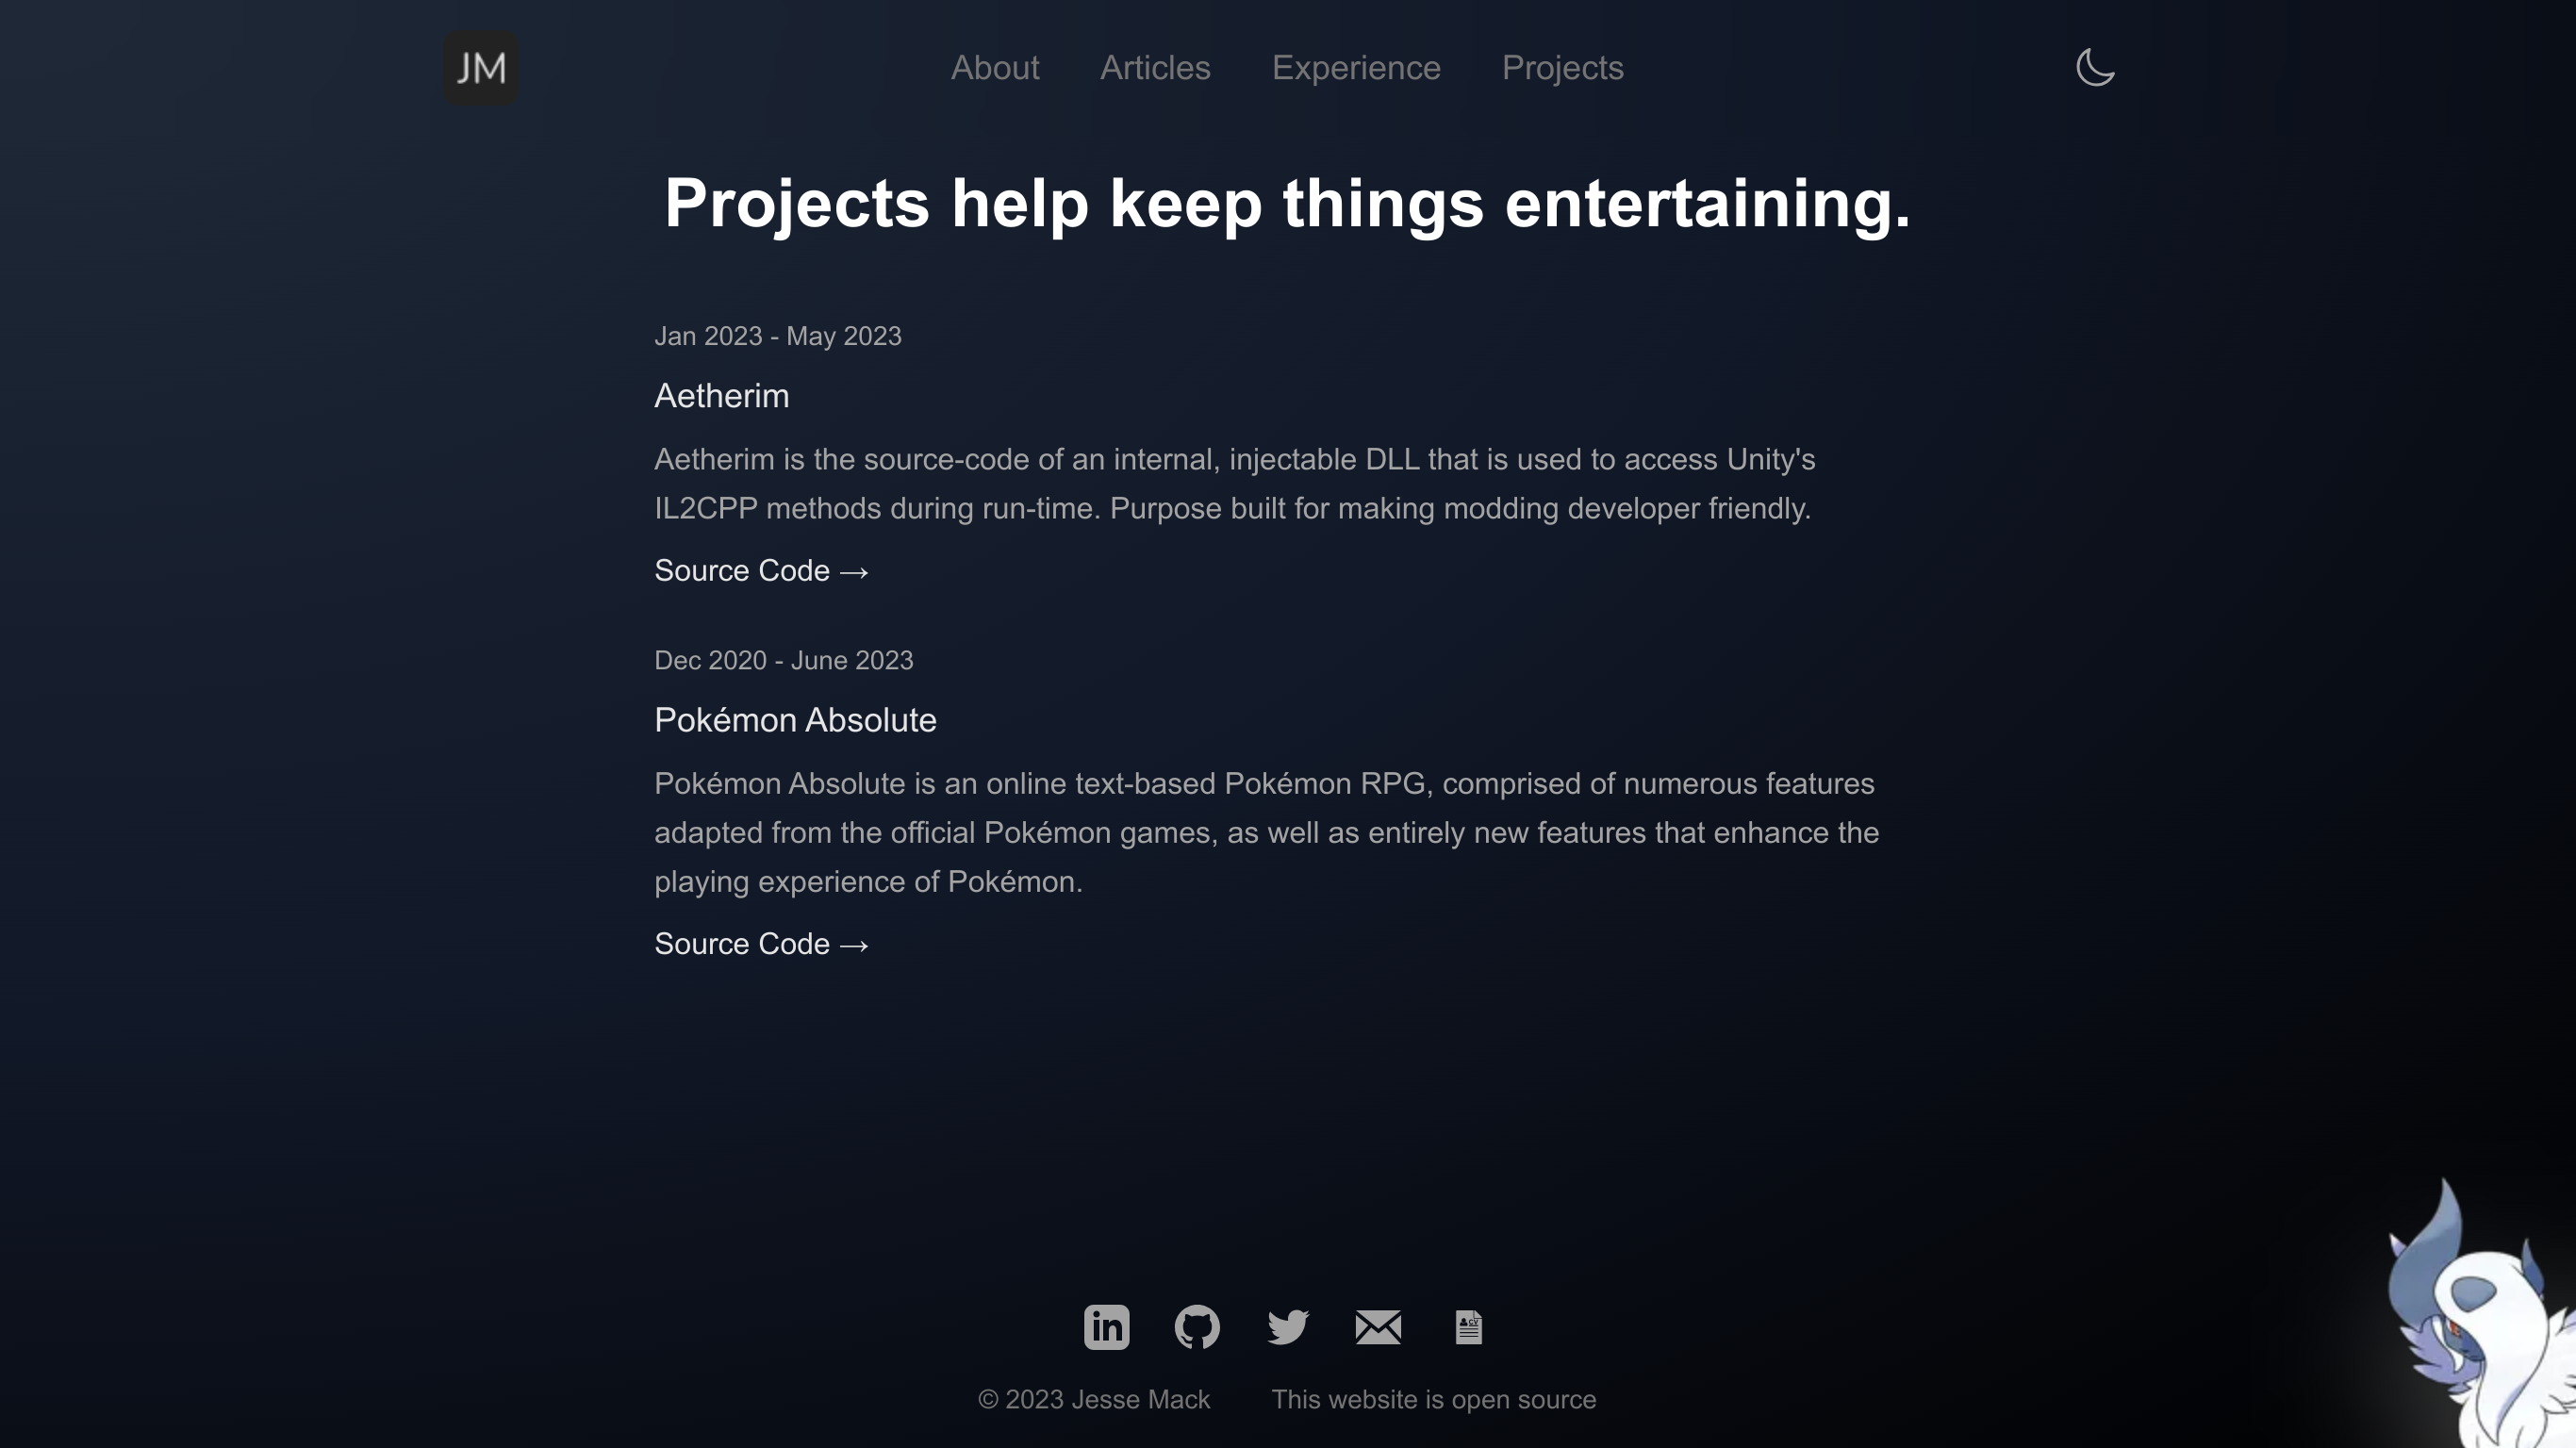 JM
About
Articles
Experience
Projects
Projects help keep things entertaining.
Jan 2023 - May 2023
Aetherim
Aetherim is the source-code of an internal, injectable DLL that is used to access Unity's
IL2CPP methods during run-time. Purpose built for making modding developer friendly.
Source Code →
Dec 2020 - June 2023
Pokémon Absolute
Pokémon Absolute is an online text-based Pokémon RPG, comprised of numerous features
adapted from the official Pokémon games, as well as entirely new features that enhance the
playing experience of Pokémon.
Source Code →
in
CV
© 2023 Jesse Mack
This website is open source